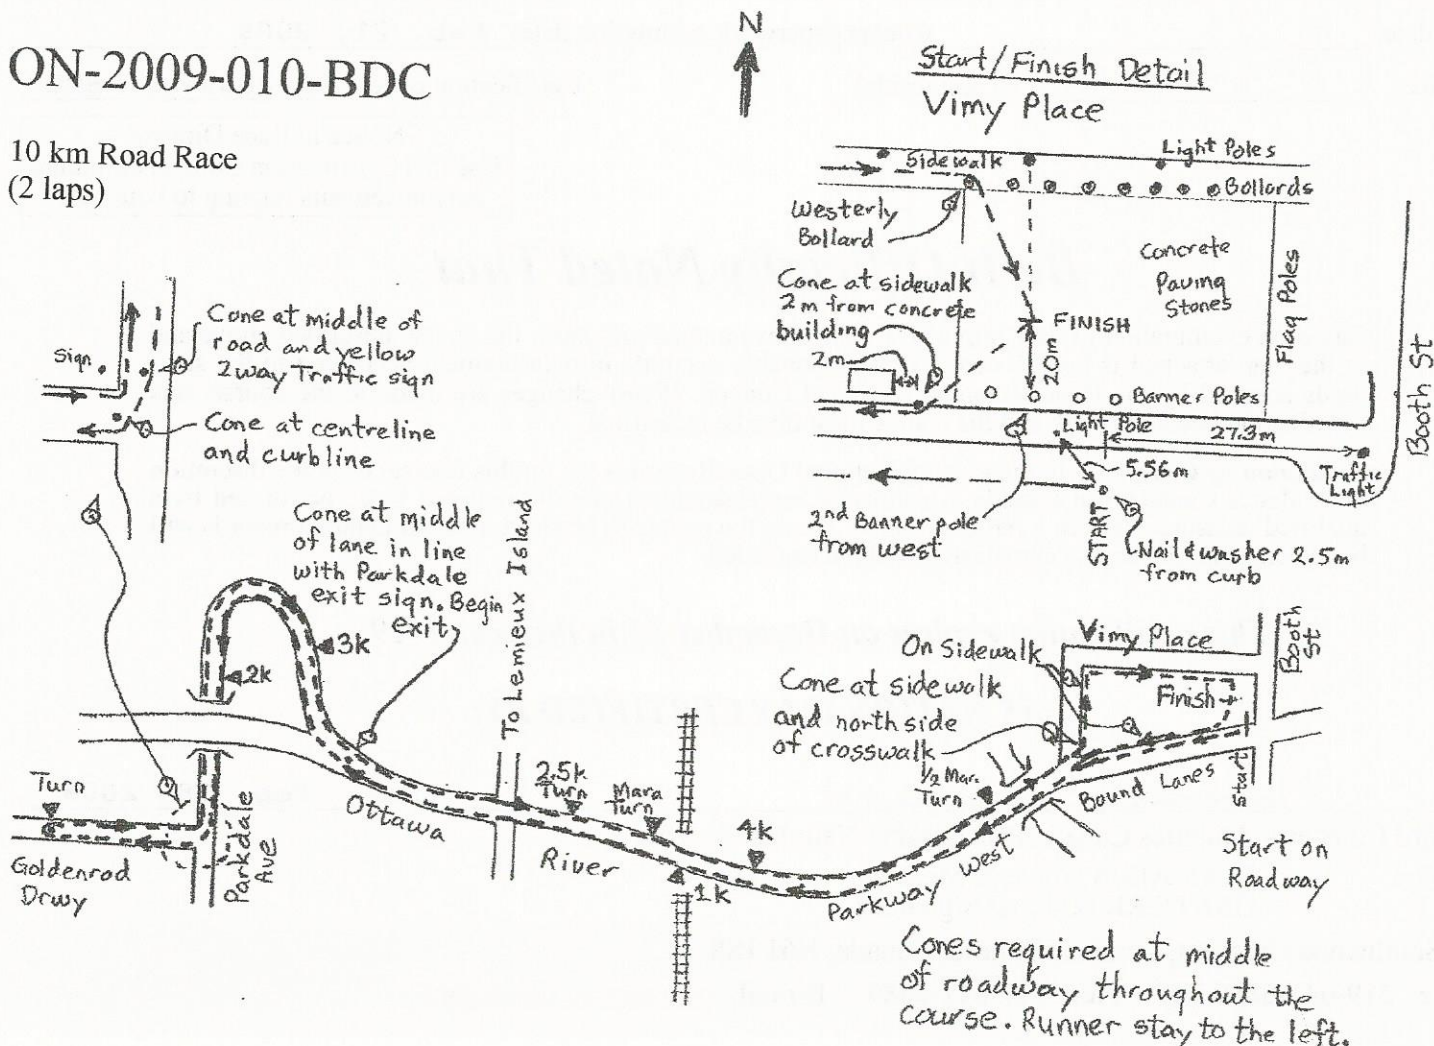 ON-2009-010-BDC
10 km Road Race
(2 laps)
N
Start/Finish Detail
Vimy Place
Light Poles
Sidewalk
Bollards
Westerly
Bollard
Concrete
Paving
Stones
Flag Poles
Booth St
Cone at sidewalk
2m from concrete
building
2m
FINISH
20m
Banner Poles
Light Pole
27.3m
5.56m
Traffic
Light
2nd Banner pole
from west
START
Nail & washer 2.5m
from curb
Sign
Cone at middle of
road and yellow
2way Traffic sign
Cone at centreline
and curbline
Cone at middle
of lane in line
with Parkdale
exit sign. Begin
exit
To Lemieux Island
3k
2k
Turn
Goldenrod
Drwy
Parkdale
Ave
Ottawa
River
Parkway
West
Bound Lanes
2.5k
Turn
Mara
Turn
4k
1k
1/2 Mar.
Turn
On Sidewalk
Cone at sidewalk
and north side
of crosswalk
Vimy Place
Booth
St
Finish
Start
Start on
Roadway
Cones required at middle
of roadway throughout the
course. Runner stay to the left.